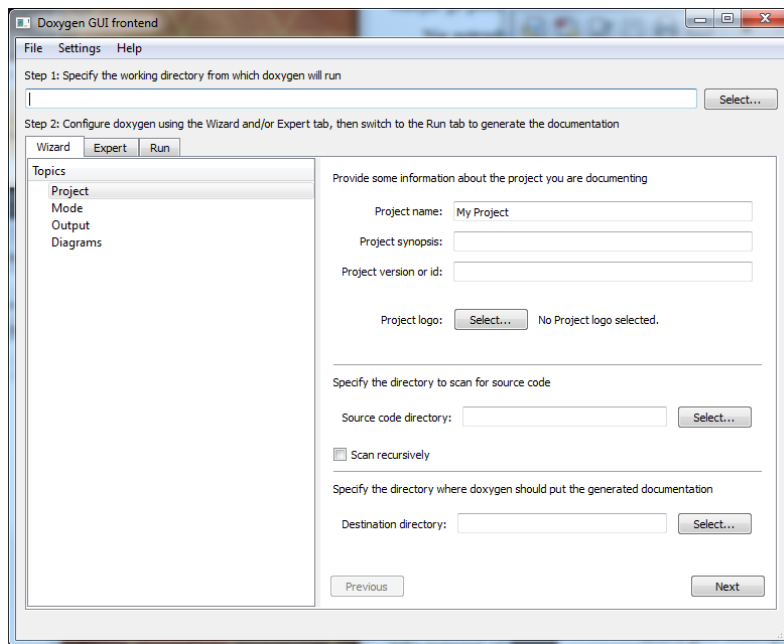 Doxygen GUI frontend
File Settings Help
Step 1: Specify the working directory from which doxygen will run
Select...
Step 2: Configure doxygen using the Wizard and/or Expert tab, then switch to the Run tab to generate the documentation
Wizard Expert Run
Topics
Project
Mode
Output
Diagrams
Provide some information about the project you are documenting
Project name: My Project
Project synopsis:
Project version or id:
Project logo: Select... No Project logo selected.
Specify the directory to scan for source code
Source code directory: Select...
Scan recursively
Specify the directory where doxygen should put the generated documentation
Destination directory: Select...
Previous Next